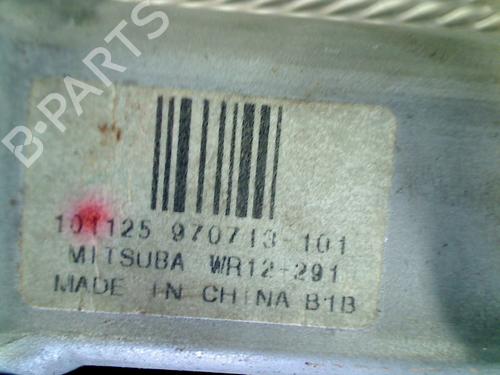 B-PARTS
101125 970713-101
MITSUBA WR12-291
MADE IN CHINA B1B